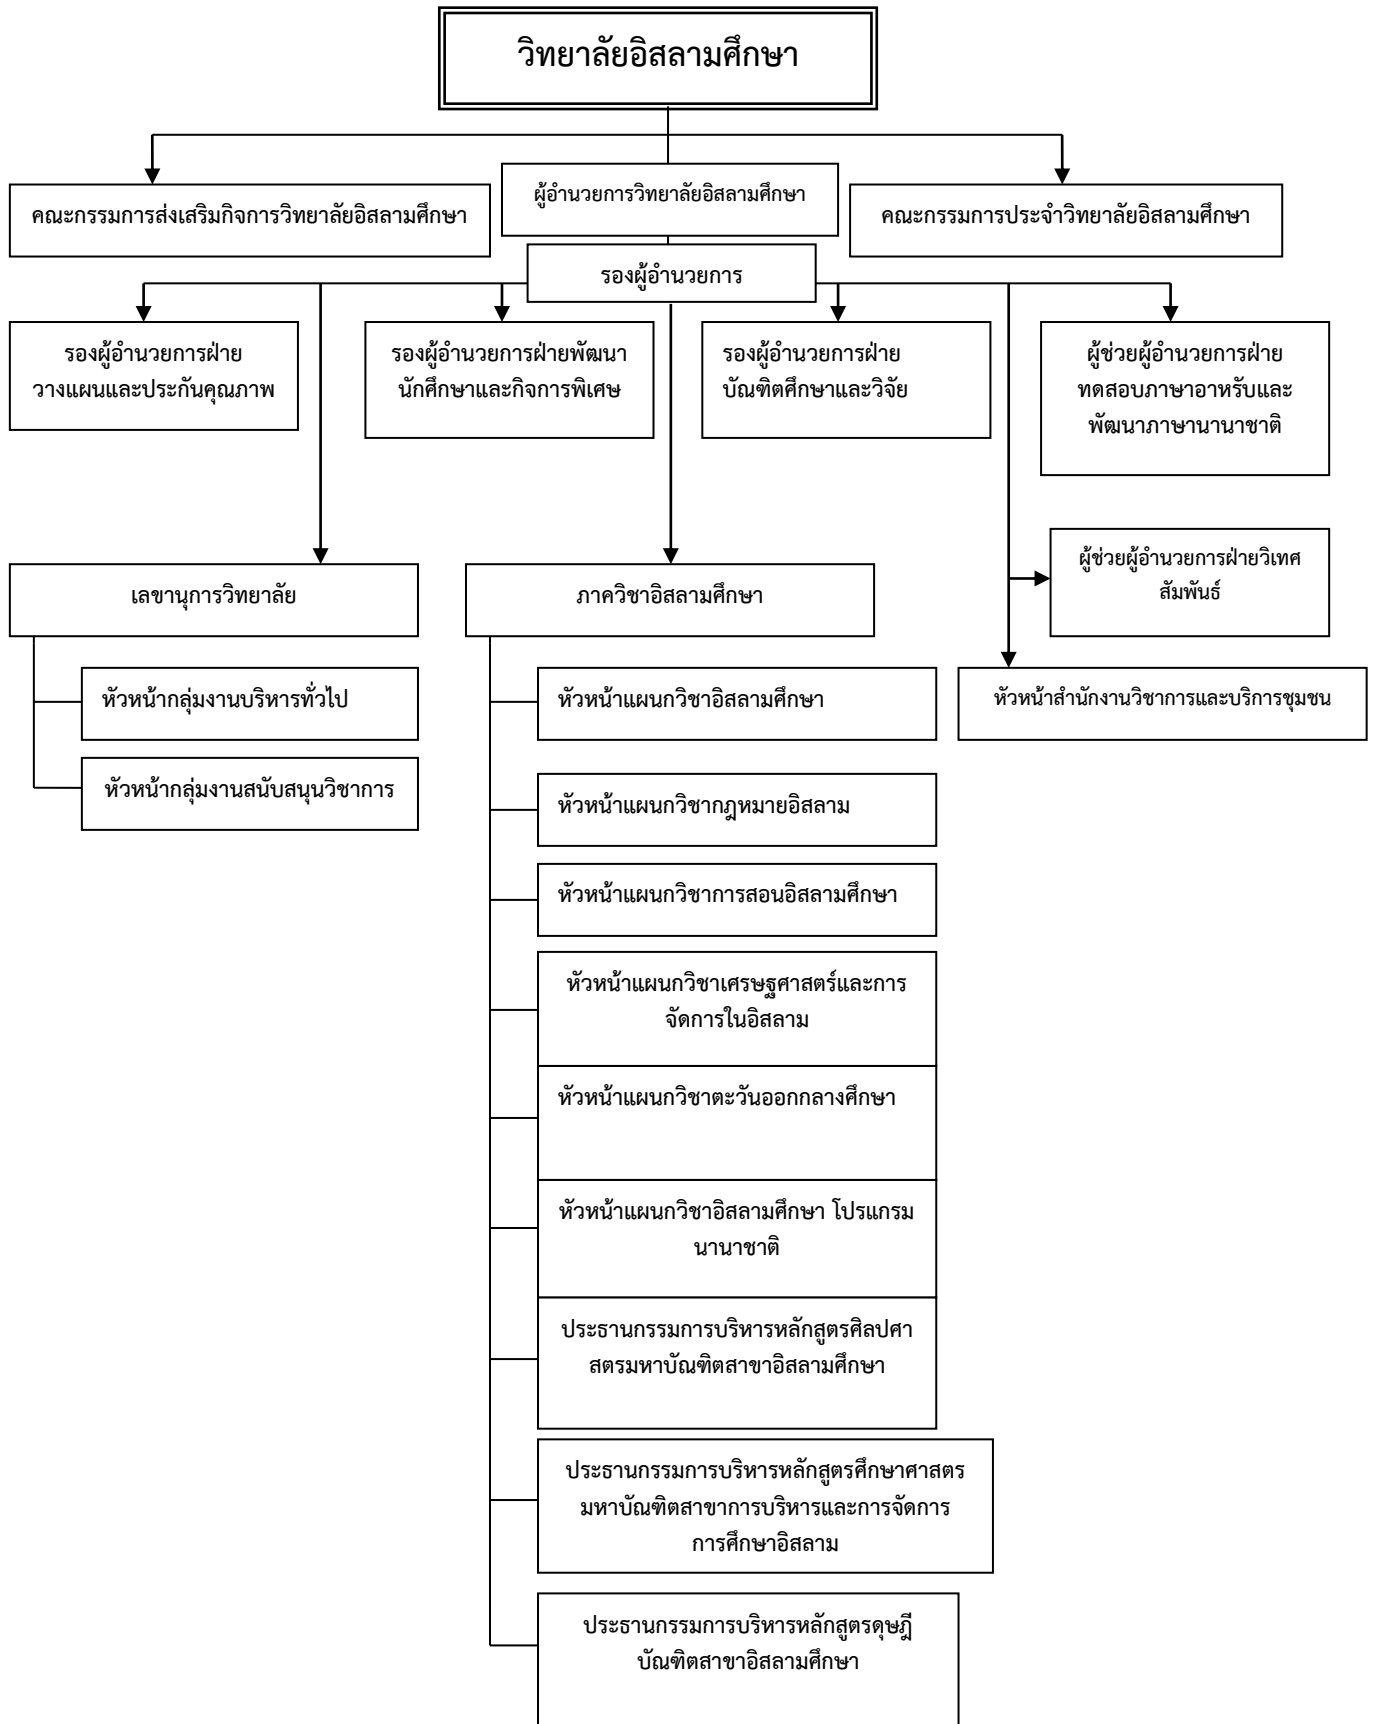 วิทยาลัยอิสลามศึกษา
ผู้อำนวยการวิทยาลัยอิสลามศึกษา
คณะกรรมการส่งเสริมกิจการวิทยาลัยอิสลามศึกษา
คณะกรรมการประจำวิทยาลัยอิสลามศึกษา
รองผู้อำนวยการ
รองผู้อำนวยการฝ่าย
วางแผนและประกันคุณภาพ
รองผู้อำนวยการฝ่ายพัฒนา
นักศึกษาและกิจการพิเศษ
รองผู้อำนวยการฝ่าย
บัณฑิตศึกษาและวิจัย
ผู้ช่วยผู้อำนวยการฝ่าย
ทดสอบภาษาอาหรับและ
พัฒนาภาษานานาชาติ
ผู้ช่วยผู้อำนวยการฝ่ายวิเทศ
สัมพันธ์
เลขานุการวิทยาลัย
ภาควิชาอิสลามศึกษา
หัวหน้ากลุ่มงานบริหารทั่วไป
หัวหน้าแผนกวิชาอิสลามศึกษา
หัวหน้าสำนักงานวิชาการและบริการชุมชน
หัวหน้ากลุ่มงานสนับสนุนวิชาการ
หัวหน้าแผนกวิชากฎหมายอิสลาม
หัวหน้าแผนกวิชาการสอนอิสลามศึกษา
หัวหน้าแผนกวิชาเศรษฐศาสตร์และการ
จัดการในอิสลาม
หัวหน้าแผนกวิชาตะวันออกกลางศึกษา
หัวหน้าแผนกวิชาอิสลามศึกษา โปรแกรม
นานาชาติ
ประธานกรรมการบริหารหลักสูตรศิลปศา
สตรมหาบัณฑิตสาขาอิสลามศึกษา
ประธานกรรมการบริหารหลักสูตรศึกษาศาสตร
มหาบัณฑิตสาขาการบริหารและการจัดการ
การศึกษาอิสลาม
ประธานกรรมการบริหารหลักสูตรดุษฎี
บัณฑิตสาขาอิสลามศึกษา